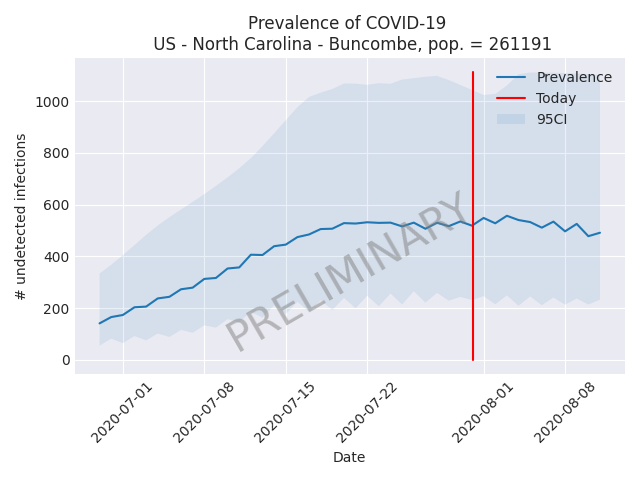 Prevalence of COVID-19
US - North Carolina - Buncombe, pop. = 261191
Prevalence
Today
95CI
PRELIMINARY
# undetected infections
1000
800
600
400
200
0
2020-07-01
2020-07-08
2020-07-15
2020-07-22
2020-08-01
2020-08-08
Date